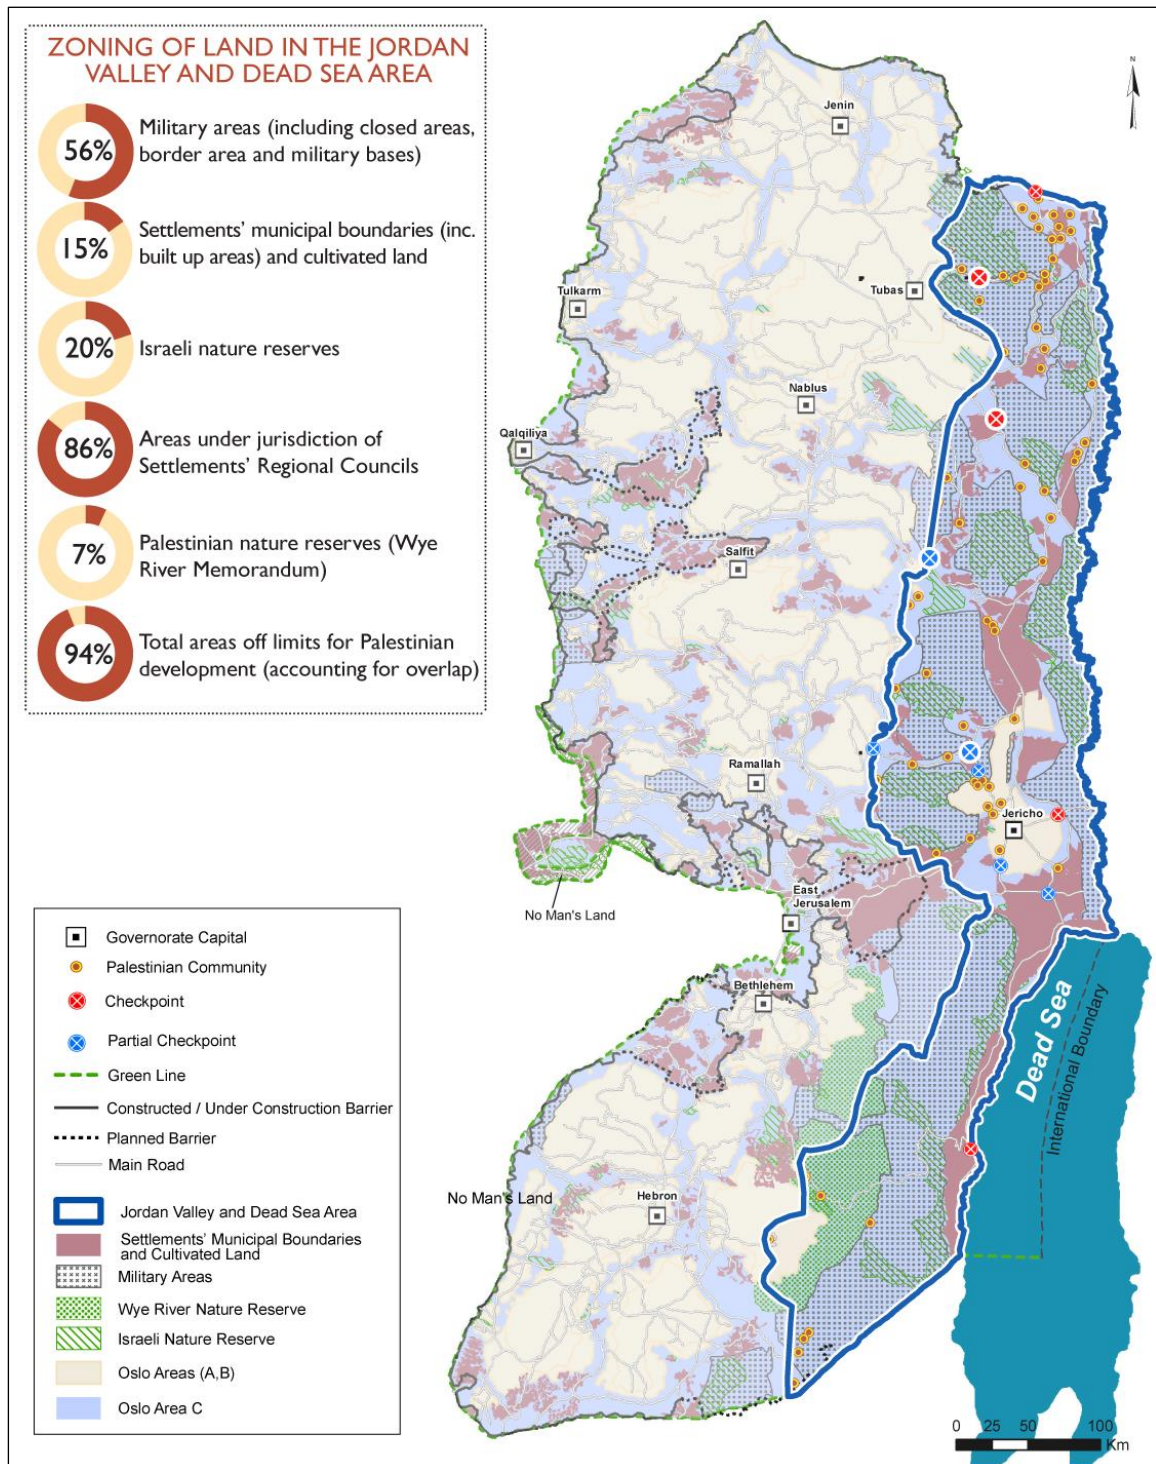 ZONING OF LAND IN THE JORDAN
VALLEY AND DEAD SEA AREA
56%
Military areas (including closed areas,
border area and military bases)
15%
Settlements' municipal boundaries (inc.
built up areas) and cultivated land
20%
Israeli nature reserves
86%
Areas under jurisdiction of
Settlements' Regional Councils
7%
Palestinian nature reserves (Wye
River Memorandum)
94%
Total areas off limits for Palestinian
development (accounting for overlap)
N
Jenin
Tubas
Tulkarm
Nablus
Qalqiliya
Salfit
Ramallah
Jericho
No Man's Land
East
Jerusalem
Bethlehem
Dead Sea
International Boundary
No Man's Land
Hebron
Governorate Capital
Palestinian Community
Checkpoint
Partial Checkpoint
Green Line
Constructed / Under Construction Barrier
Planned Barrier
Main Road
Jordan Valley and Dead Sea Area
Settlements' Municipal Boundaries
and Cultivated Land
Military Areas
Wye River Nature Reserve
Israeli Nature Reserve
Oslo Areas (A,B)
Oslo Area C
0 25 50 100
Km